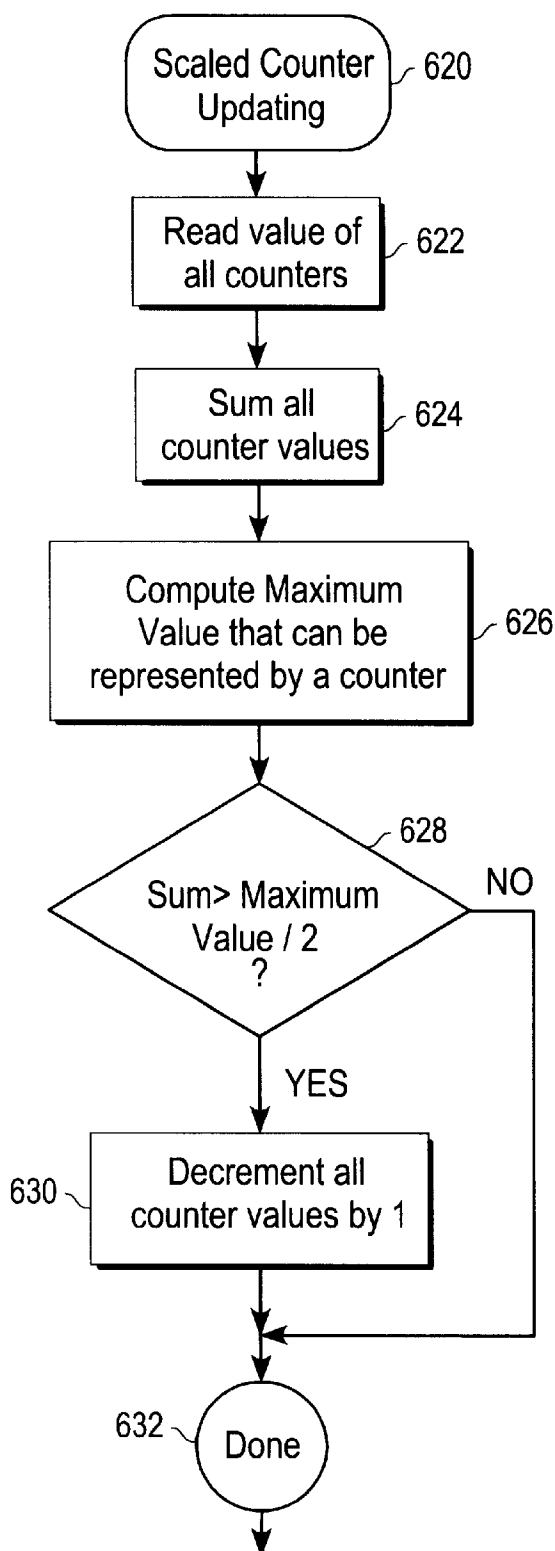 Scaled Counter
Updating
620
Read value of
all counters
622
Sum all
counter values
624
Compute Maximum
Value that can be
represented by a counter
626
628
Sum> Maximum
Value / 2
?
NO
YES
630
Decrement all
counter values by 1
632
Done